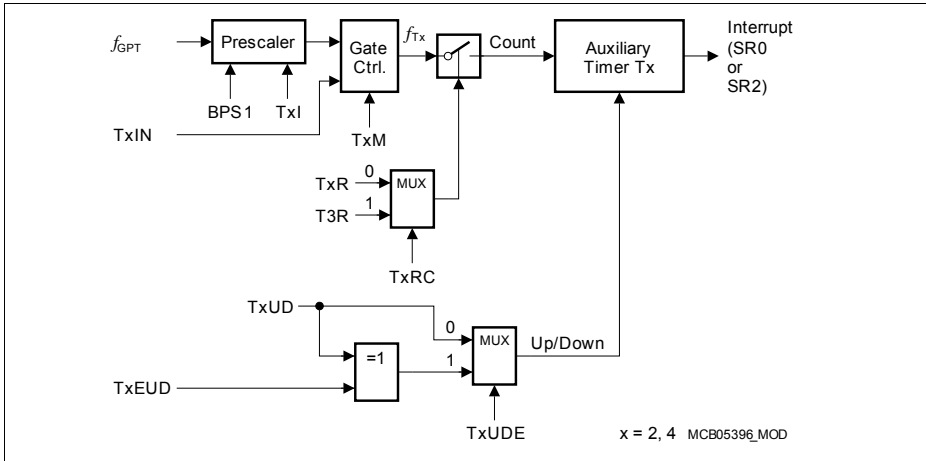 fGPT
Prescaler
BPS1
TxI
TxIN
Gate
Ctrl.
TxM
fTx
Count
Auxiliary
Timer Tx
Interrupt
(SR0
or
SR2)
TxR
0
T3R
1
MUX
TxRC
TxUD
TxEUD
=1
0
1
MUX
Up/Down
TxUDE
x = 2, 4 MCB05396_MOD